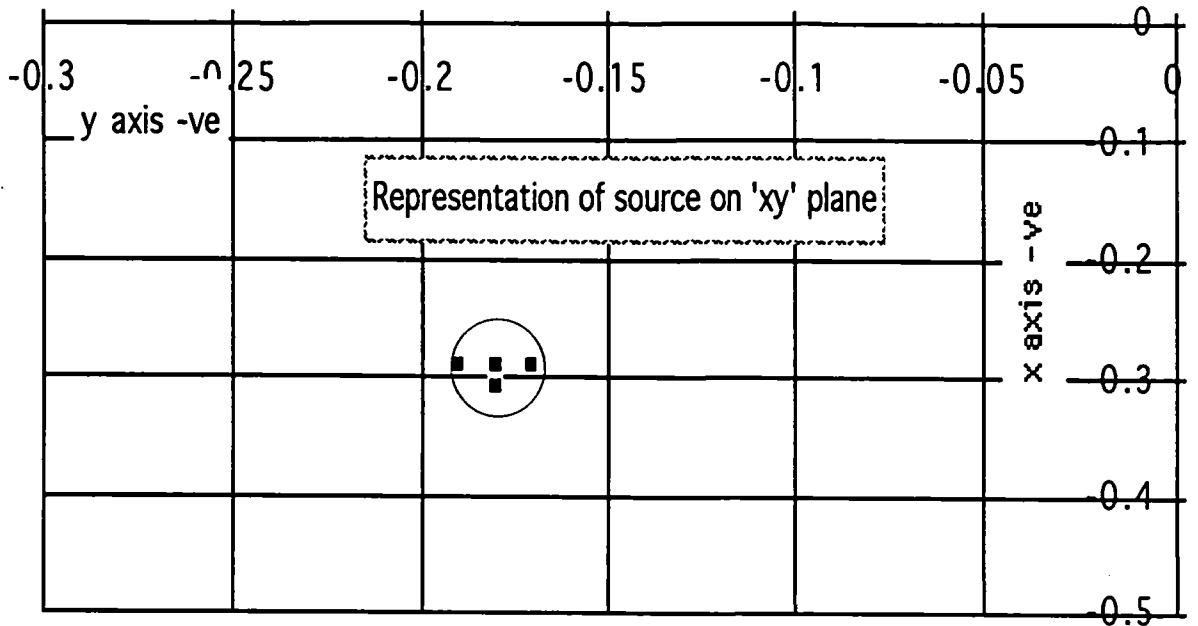 0
-0.3 -0.25 -0.2 -0.15 -0.1 -0.05 0
y axis -ve
-0.1
Representation of source on 'xy' plane
x axis -ve
-0.2
-0.3
-0.4
-0.5